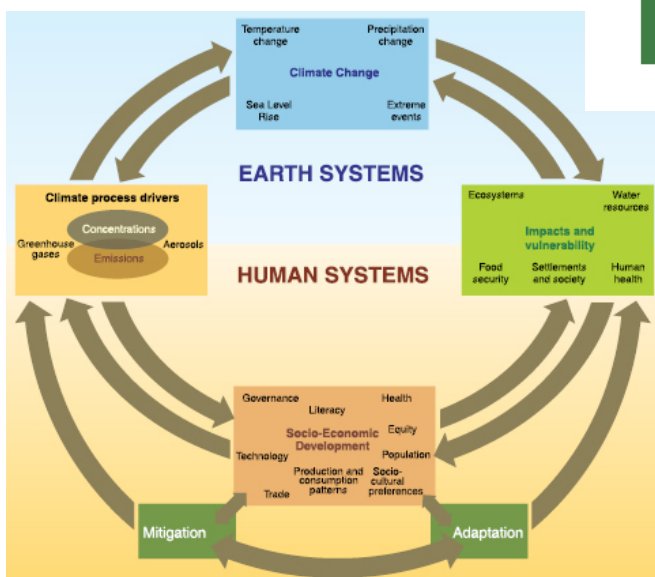 Temperature
change
Precipitation
change
Climate Change
Sea Level
Rise
Extreme
events
EARTH SYSTEMS
Climate process drivers
Concentrations
Greenhouse
gases
Aerosols
Emissions
Ecosystems
Water
resources
Impacts and
vulnerability
Food
security
Settlements
and society
Human
health
HUMAN SYSTEMS
Governance
Literacy
Health
Equity
Socio-Economic
Development
Technology
Population
Production and
consumption
patterns
Socio-
cultural
preferences
Trade
Mitigation
Adaptation